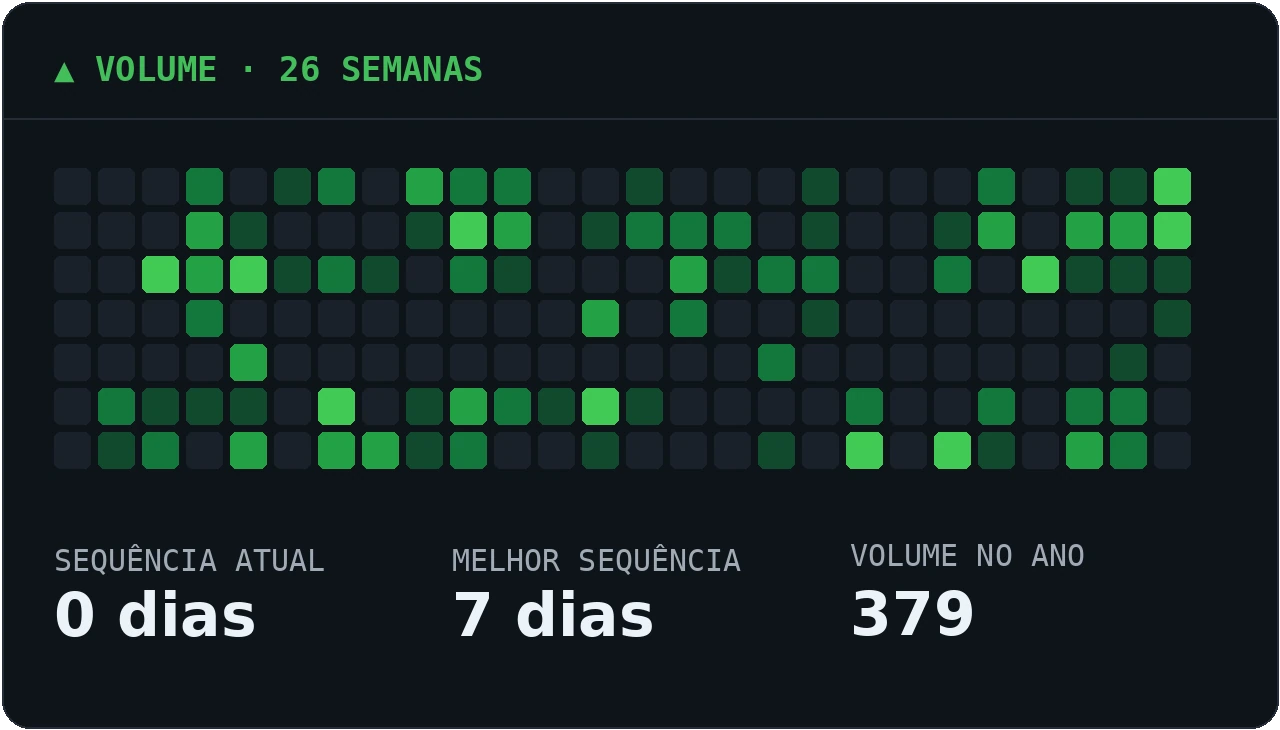 ▲ VOLUME · 26 SEMANAS
SEQUÊNCIA ATUAL
0 dias
MELHOR SEQUÊNCIA
7 dias
VOLUME NO ANO
379